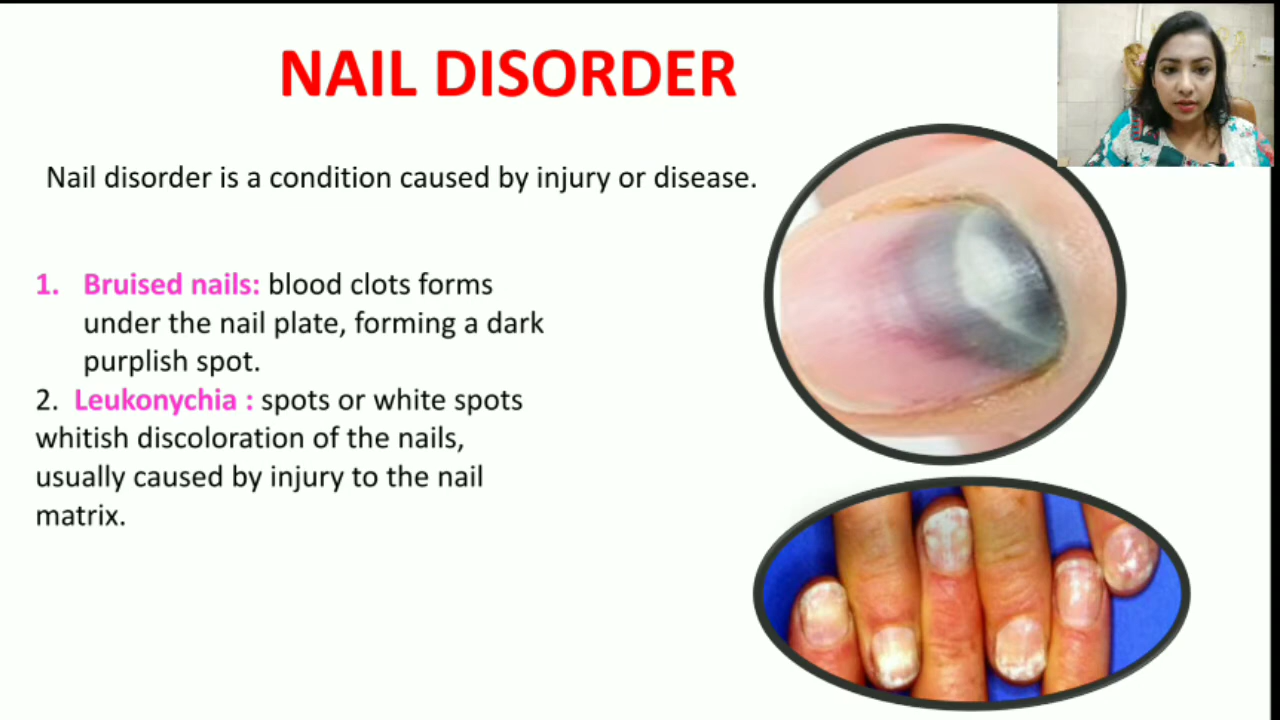 NAIL DISORDER
Nail disorder is a condition caused by injury or disease.
1. Bruised nails: blood clots forms
under the nail plate, forming a dark
purplish spot.
2. Leukonychia : spots or white spots
whitish discoloration of the nails,
usually caused by injury to the nail
matrix.